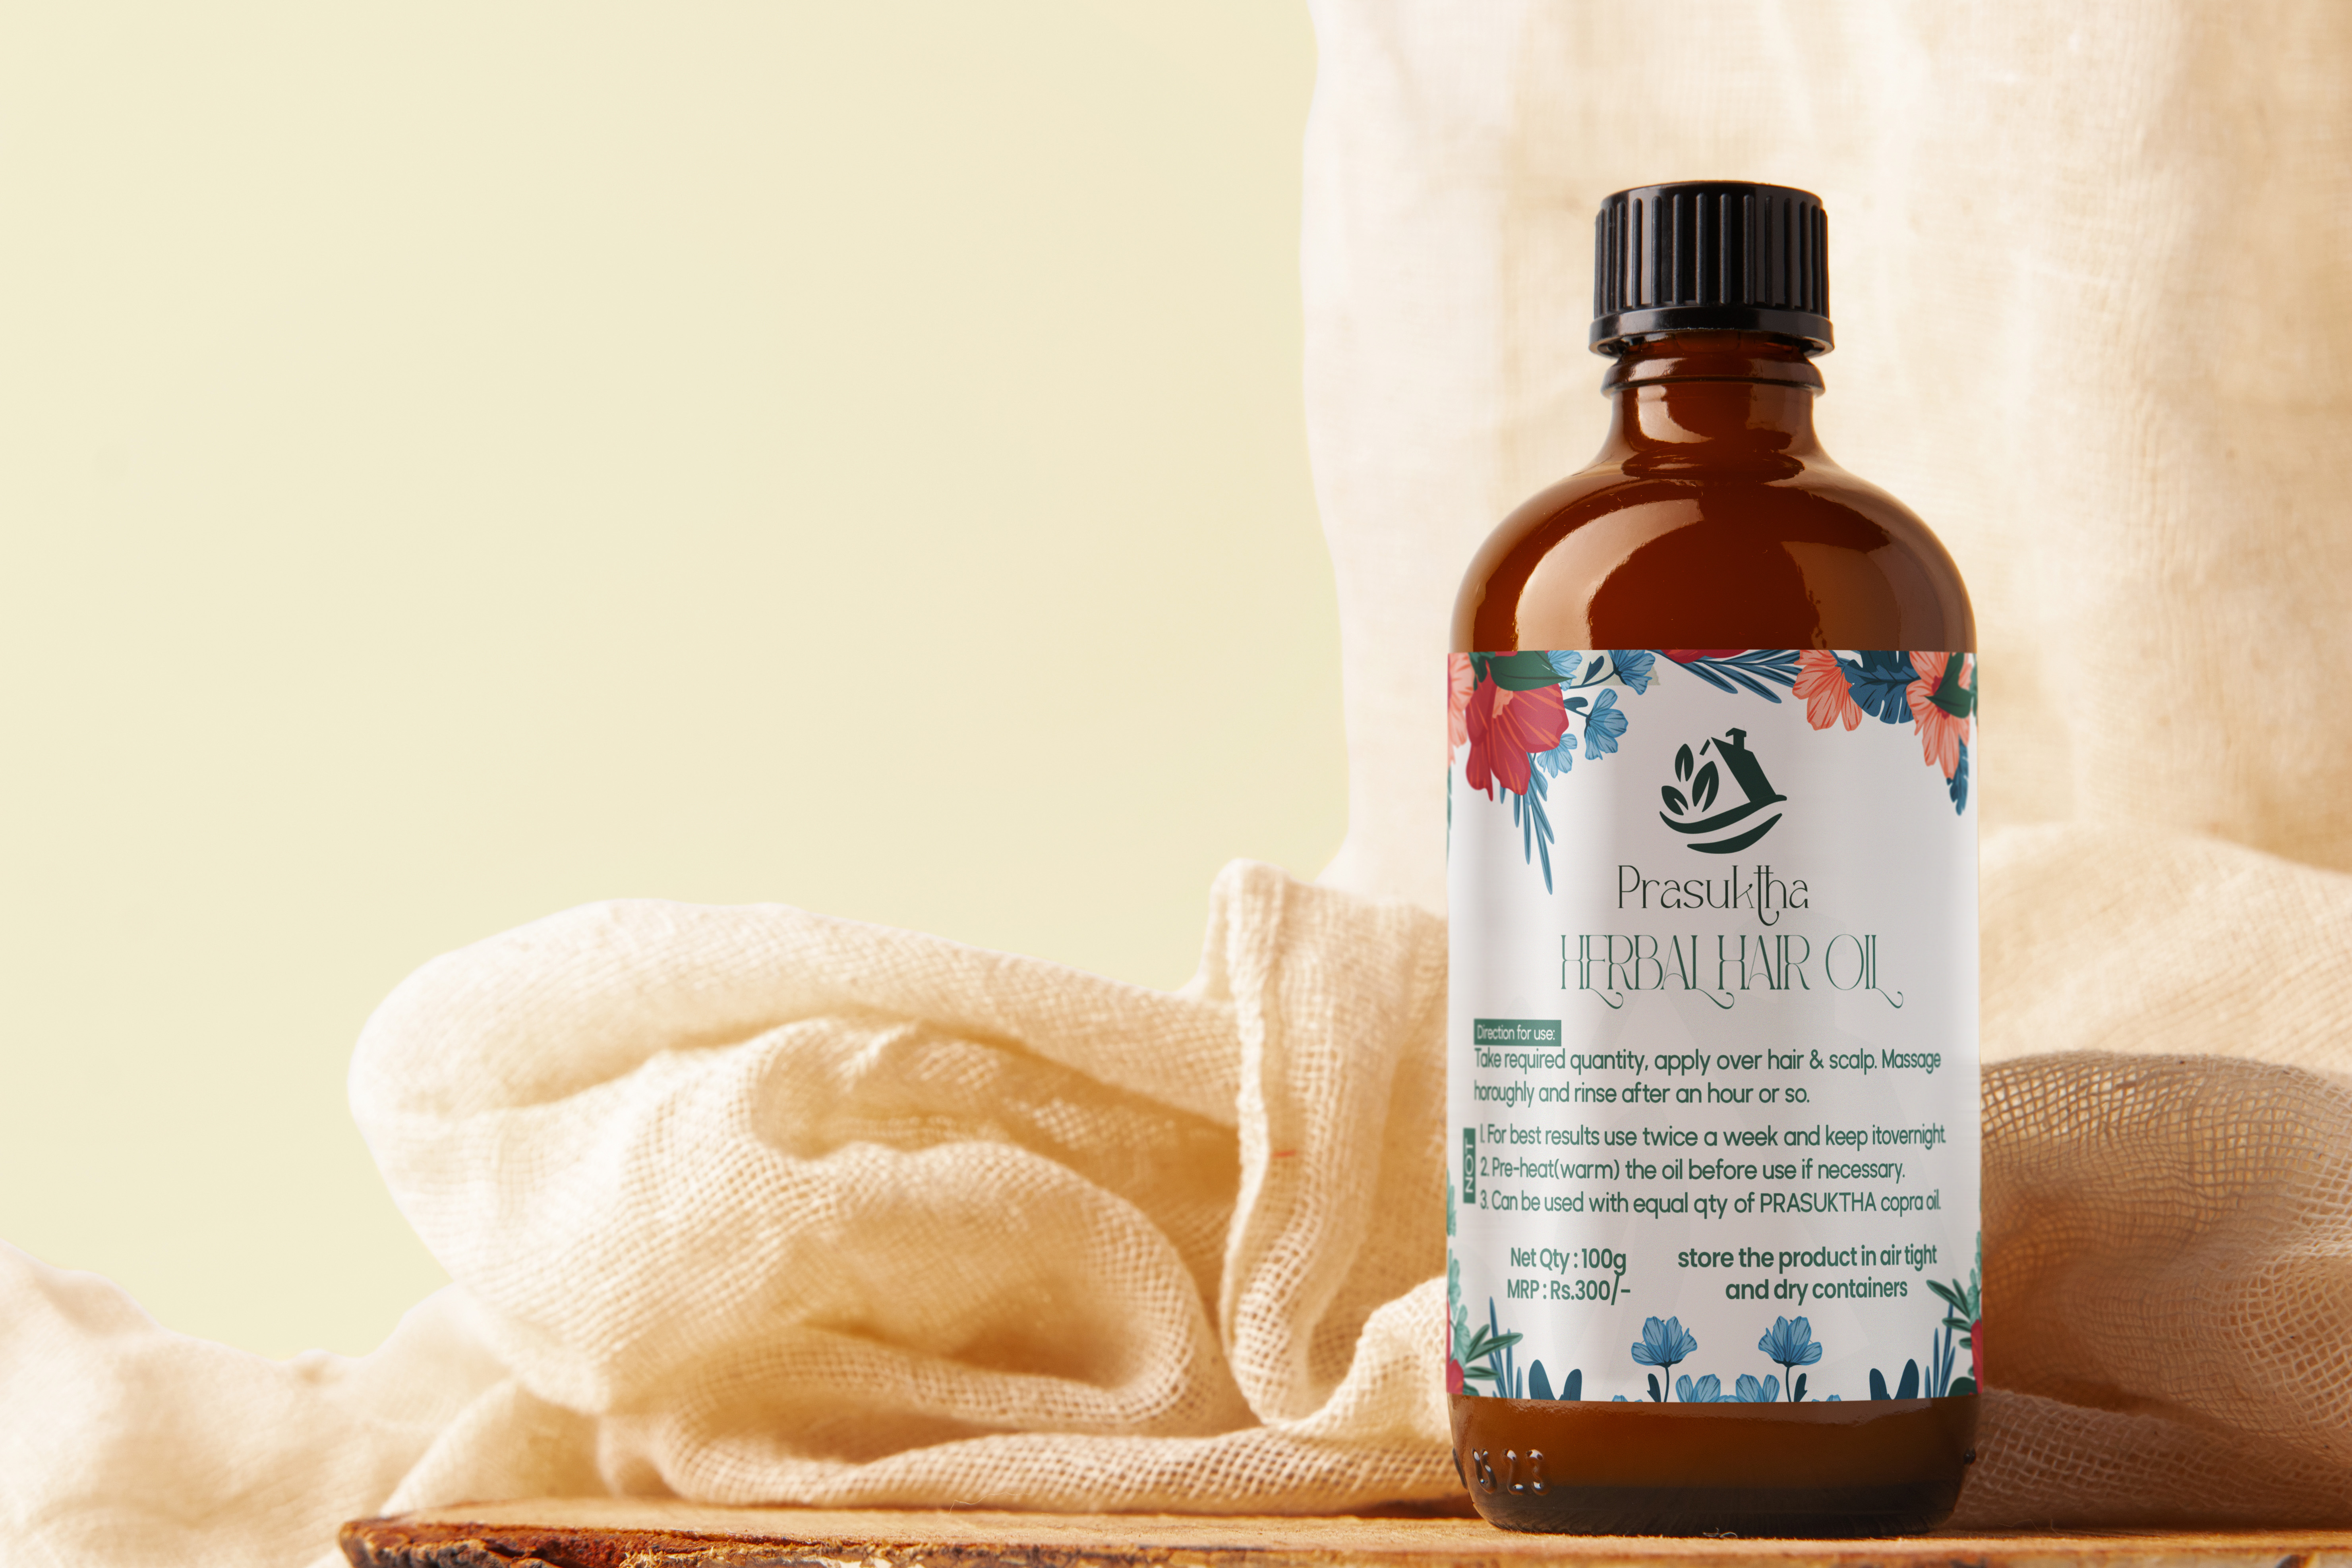 Prasuktha
HERBAL HAIR OIL
Direction for use:
Take required quantity, apply over hair & scalp. Massage
horoughly and rinse after an hour or so.
NOT
1. For best results use twice a week and keep itovernight
2. Pre-heat(warm) the oil before use if necessary.
3. Can be used with equal qty of PRASUKTHA copra oil.
Net Qty : 100g
MRP : Rs.300/-
store the product in air tight
and dry containers
23